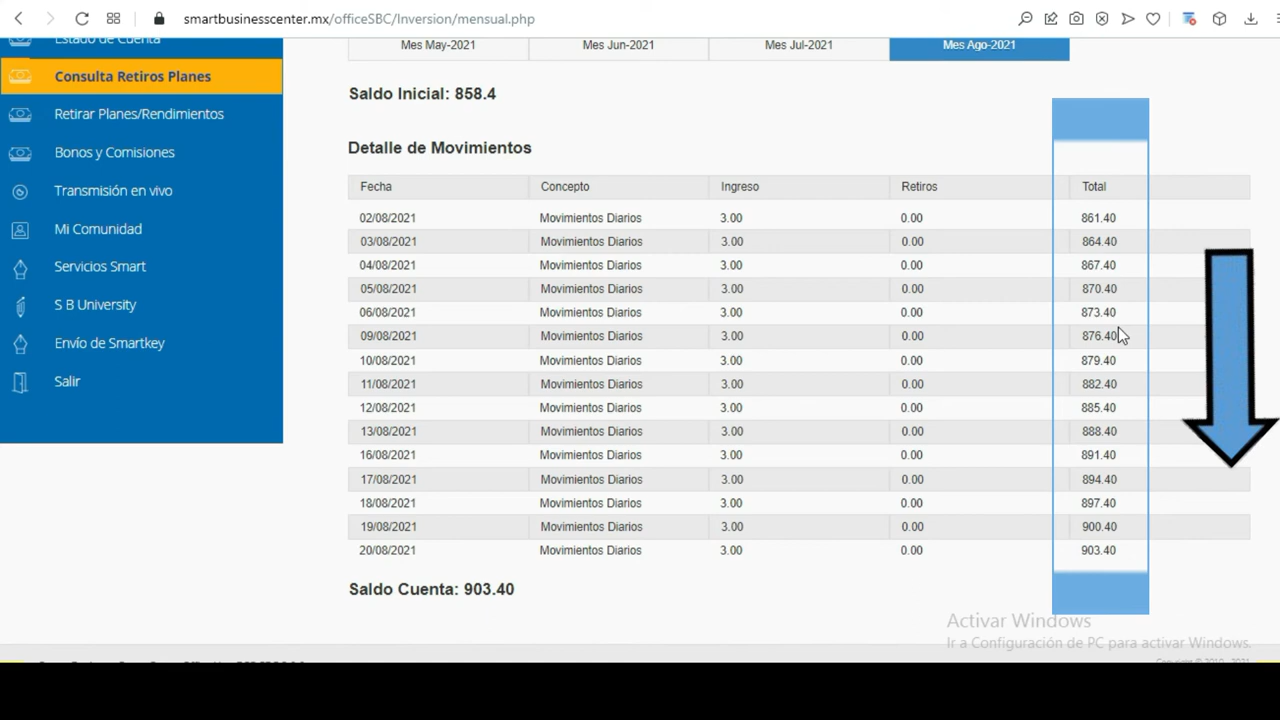 smartbusinesscenter.mx/officeSBC/Inversion/mensual.php
Estado de Cuenta
Consulta Retiros Planes
Retirar Planes/Rendimientos
Bonos y Comisiones
Transmisión en vivo
Mi Comunidad
Servicios Smart
S B University
Envío de Smartkey
Salir
Mes May-2021 Mes Jun-2021 Mes Jul-2021 Mes Ago-2021
Saldo Inicial: 858.4
Detalle de Movimientos
Fecha Concepto Ingreso Retiros Total
02/08/2021 Movimientos Diarios 3.00 0.00 861.40
03/08/2021 Movimientos Diarios 3.00 0.00 864.40
04/08/2021 Movimientos Diarios 3.00 0.00 867.40
05/08/2021 Movimientos Diarios 3.00 0.00 870.40
06/08/2021 Movimientos Diarios 3.00 0.00 873.40
09/08/2021 Movimientos Diarios 3.00 0.00 876.40
10/08/2021 Movimientos Diarios 3.00 0.00 879.40
11/08/2021 Movimientos Diarios 3.00 0.00 882.40
12/08/2021 Movimientos Diarios 3.00 0.00 885.40
13/08/2021 Movimientos Diarios 3.00 0.00 888.40
16/08/2021 Movimientos Diarios 3.00 0.00 891.40
17/08/2021 Movimientos Diarios 3.00 0.00 894.40
18/08/2021 Movimientos Diarios 3.00 0.00 897.40
19/08/2021 Movimientos Diarios 3.00 0.00 900.40
20/08/2021 Movimientos Diarios 3.00 0.00 903.40
Saldo Cuenta: 903.40
Activar Windows
Ir a Configuración de PC para activar Windows.